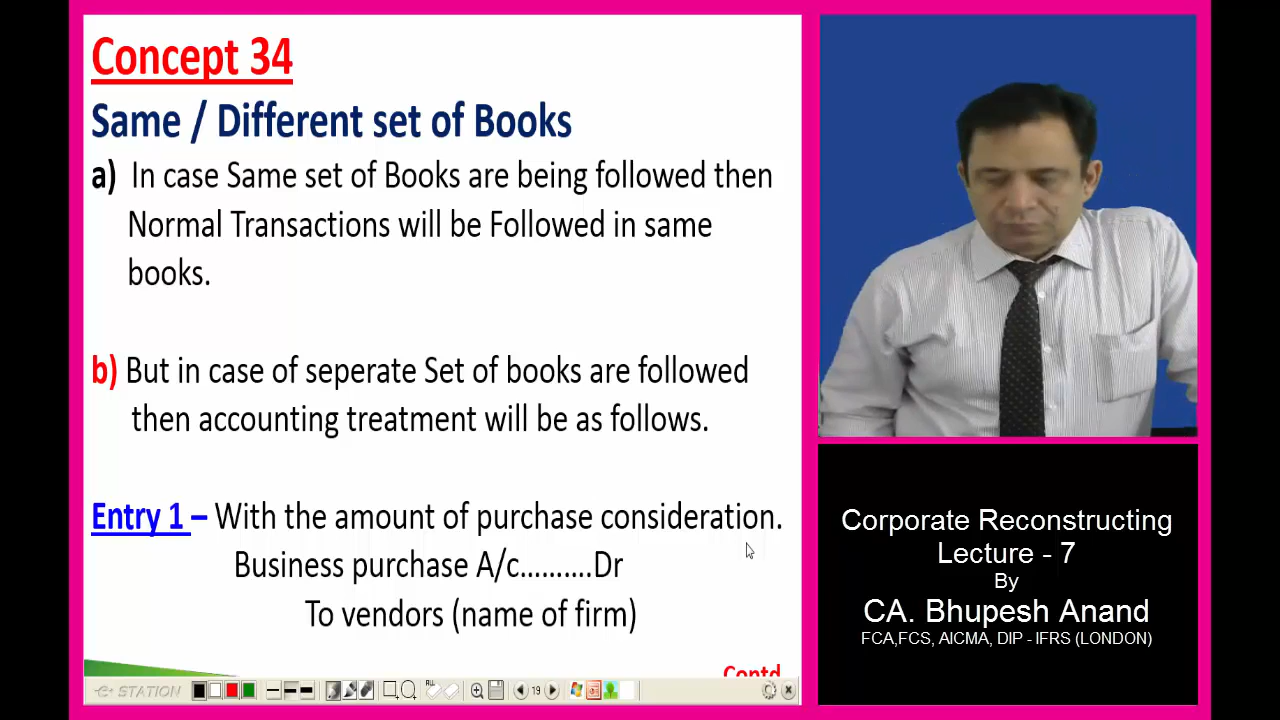 Concept 34
Same / Different set of Books
a) In case Same set of Books are being followed then
Normal Transactions will be Followed in same
books.
b) But in case of seperate Set of books are followed
then accounting treatment will be as follows.
Entry 1 – With the amount of purchase consideration.
Business purchase A/c..........Dr
To vendors (name of firm)
Contd
e-STATION
19
Corporate Reconstructing
Lecture - 7
By
CA. Bhupesh Anand
FCA,FCS, AICMA, DIP - IFRS (LONDON)